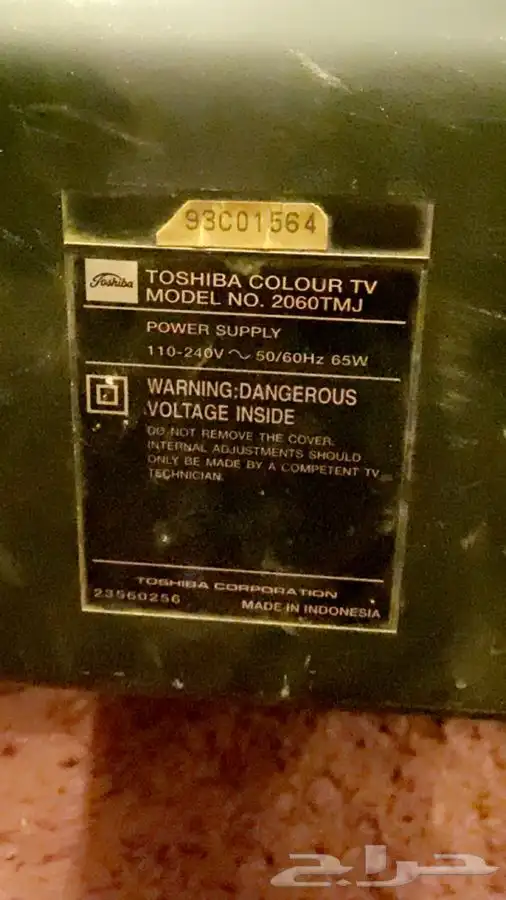 93C01564
Toshiba
TOSHIBA COLOUR TV
MODEL NO. 2060TMJ
POWER SUPPLY
110-240V ~ 50/60Hz 65W
WARNING:DANGEROUS
VOLTAGE INSIDE
DO NOT REMOVE THE COVER.
INTERNAL ADJUSTMENTS SHOULD
ONLY BE MADE BY A COMPETENT TV
TECHNICIAN.
TOSHIBA CORPORATION
23560256
MADE IN INDONESIA
حراج